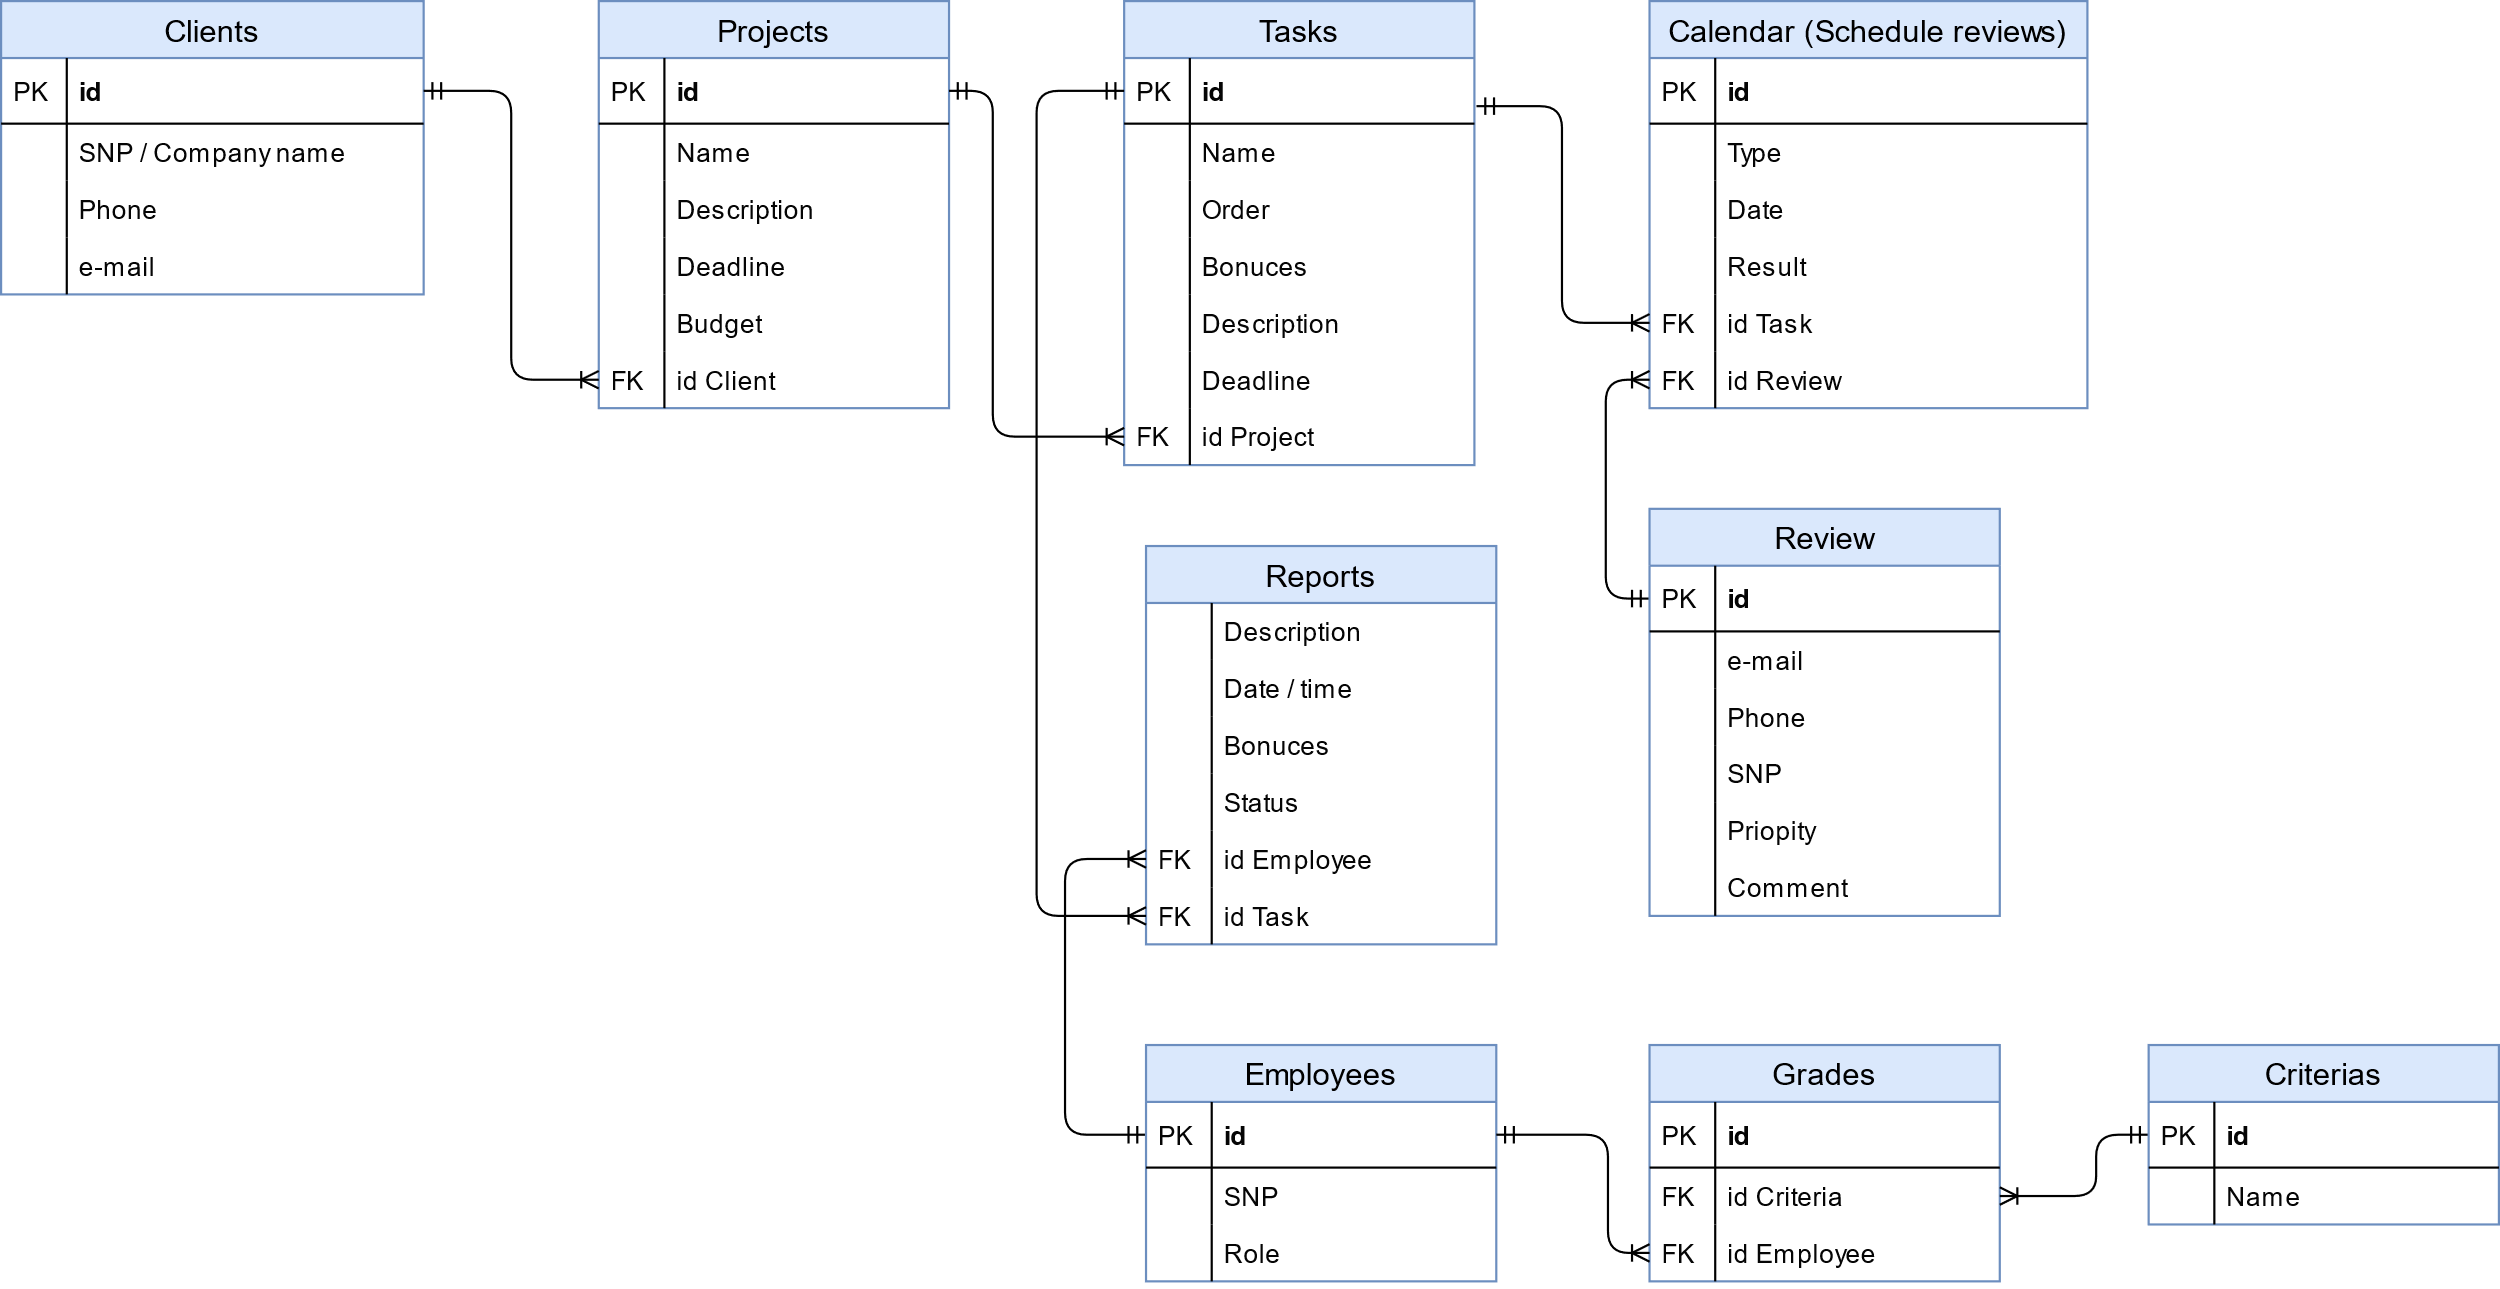 Clients
PK id
SNP / Company name
Phone
e-mail
Projects
PK id
Name
Description
Deadline
Budget
FK id Client
Tasks
PK id
Name
Order
Bonuces
Description
Deadline
FK id Project
Calendar (Schedule reviews)
PK id
Type
Date
Result
FK id Task
FK id Review
Reports
Description
Date / time
Bonuces
Status
FK id Employee
FK id Task
Review
PK id
e-mail
Phone
SNP
Priopity
Comment
Employees
PK id
SNP
Role
Grades
PK id
FK id Criteria
FK id Employee
Criterias
PK id
Name